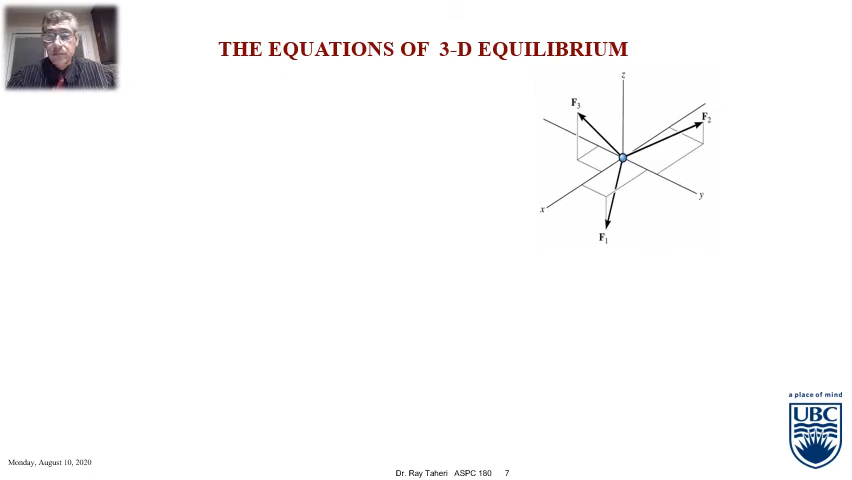 THE EQUATIONS OF 3-D EQUILIBRIUM
z
F3
F2
y
x
F1
a place of mind
UBC
Monday, August 10, 2020
Dr. Ray Taheri ASPC 180 7